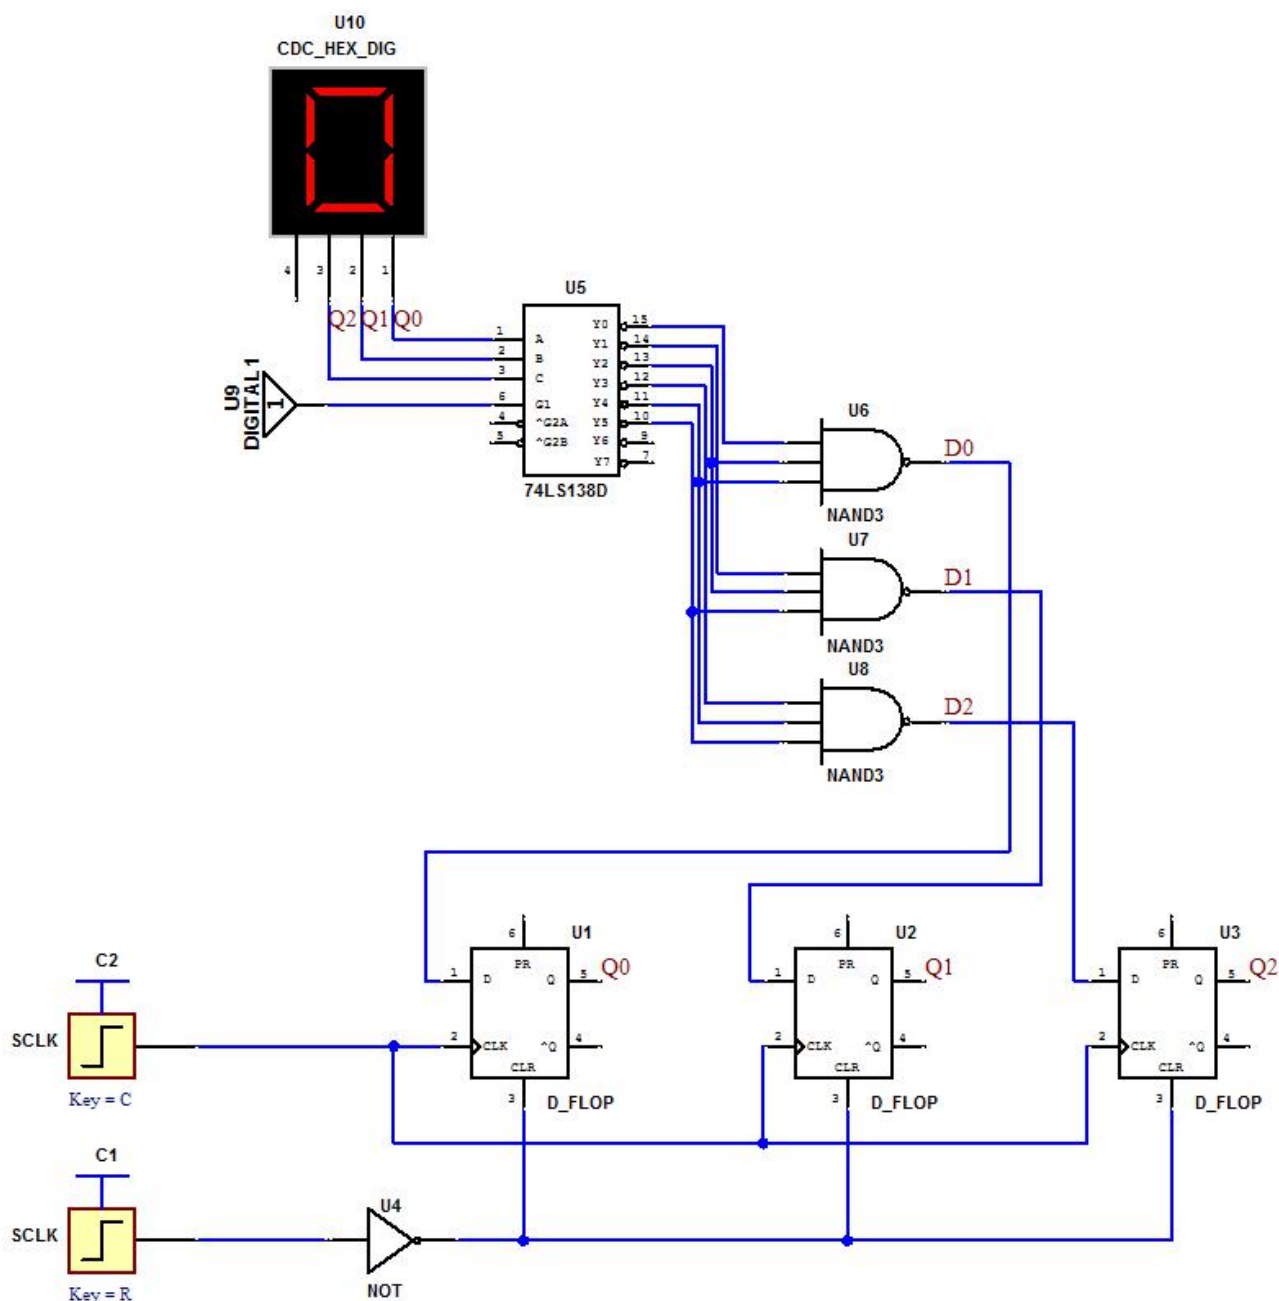 U10
CDC_HEX_DIG
4 3 2 1
Q2 Q1 Q0
U9
DIGITAL 1
1
U5
1 A Y0 15
2 B Y1 14
3 C Y2 13
Y3 12
6 G1 Y4 11
4 ^G2A Y5 10
5 ^G2B Y6 9
Y7 7
74LS138D
U6
D0
NAND3
U7
D1
NAND3
U8
D2
NAND3
6 PR U1
1 D Q 5 Q0
2 CLK ^Q 4
CLR
3 D_FLOP
6 PR U2
1 D Q 5 Q1
2 CLK ^Q 4
CLR
3 D_FLOP
6 PR U3
1 D Q 5 Q2
2 CLK ^Q 4
CLR
3 D_FLOP
C2
SCLK
Key = C
C1
SCLK
Key = R
U4
NOT